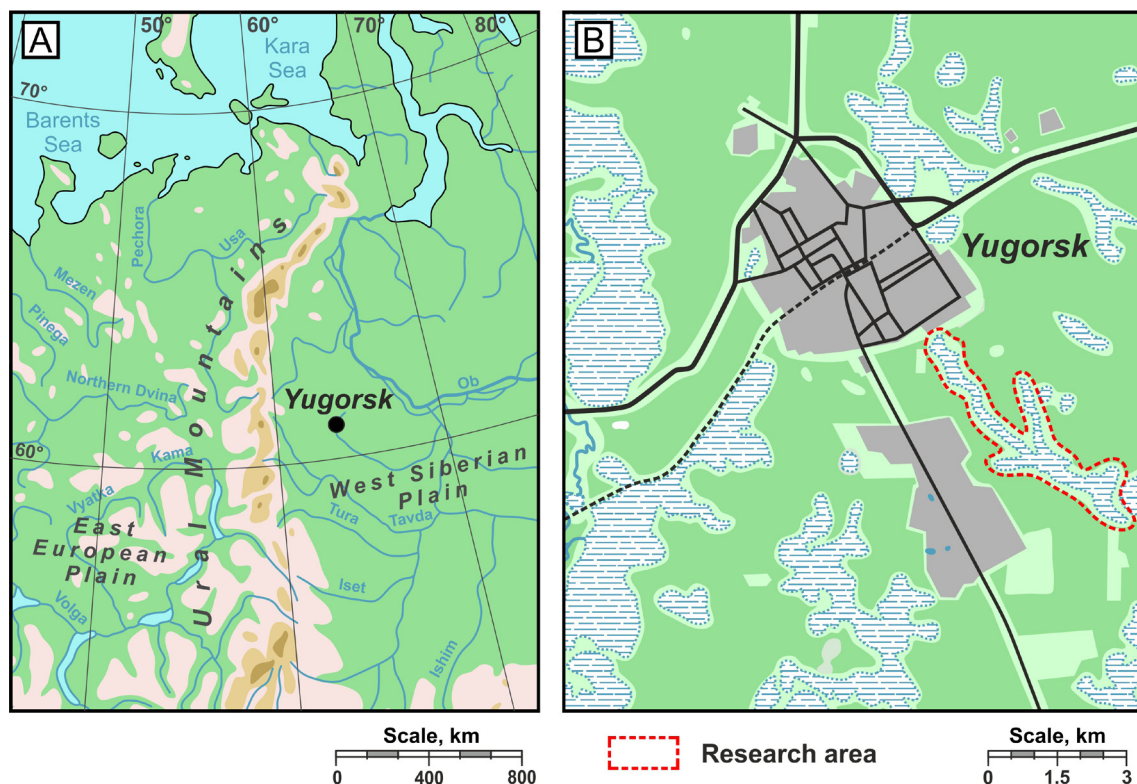 A
50°
60°
70°
80°
Kara
Sea
70°
Barents
Sea
Pechora
Usa
Mezen
Pinega
Ural Mountains
Northern Dvina
Ob
Yugorsk
60°
Kama
West Siberian
Plain
Vyatka
Tura
Tavda
East
European
Plain
Iset
Volga
Ishim
Scale, km
0 400 800
B
Yugorsk
Research area
Scale, km
0 1.5 3